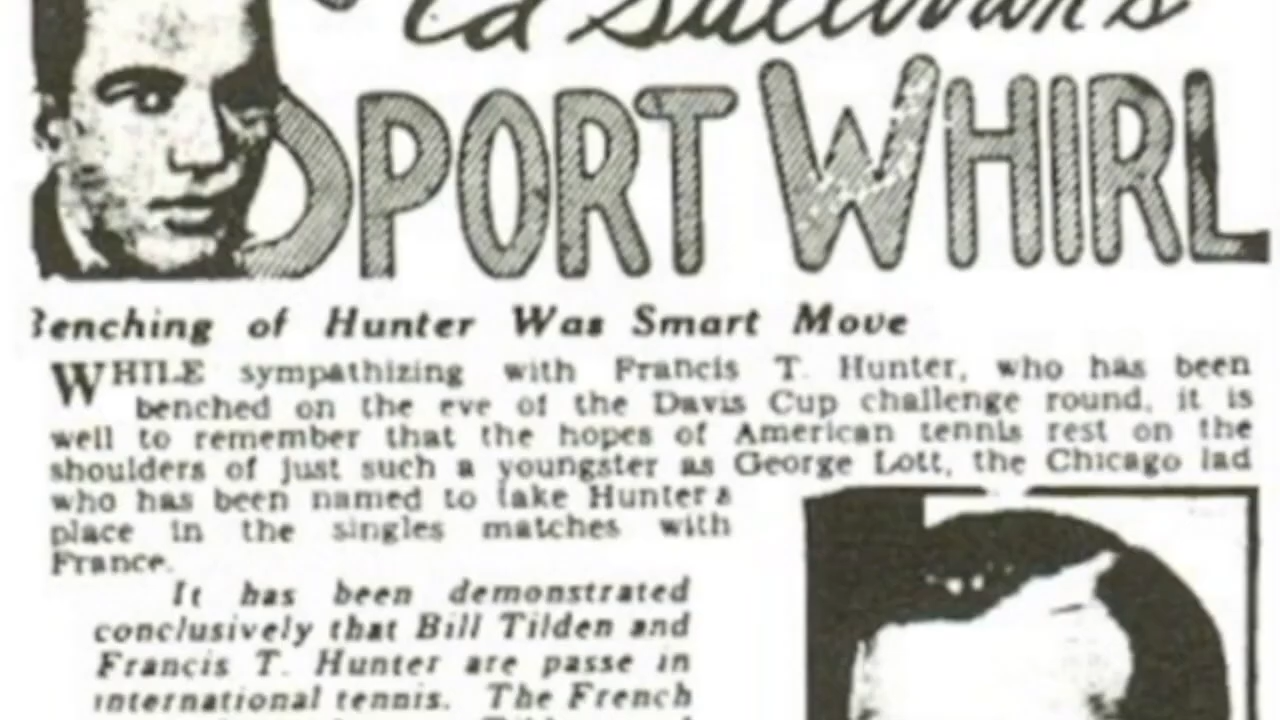 Ed Sullivan's
SPORT WHIRL
Benching of Hunter Was Smart Move
WHILE sympathizing with Francis T. Hunter, who has been
benched on the eve of the Davis Cup challenge round, it is
well to remember that the hopes of American tennis rest on the
shoulders of just such a youngster as George Lott, the Chicago lad
who has been named to take Hunter's
place in the singles matches with
France.
It has been demonstrated
conclusively that Bill Tilden and
Francis T. Hunter are passe in
international tennis. The French